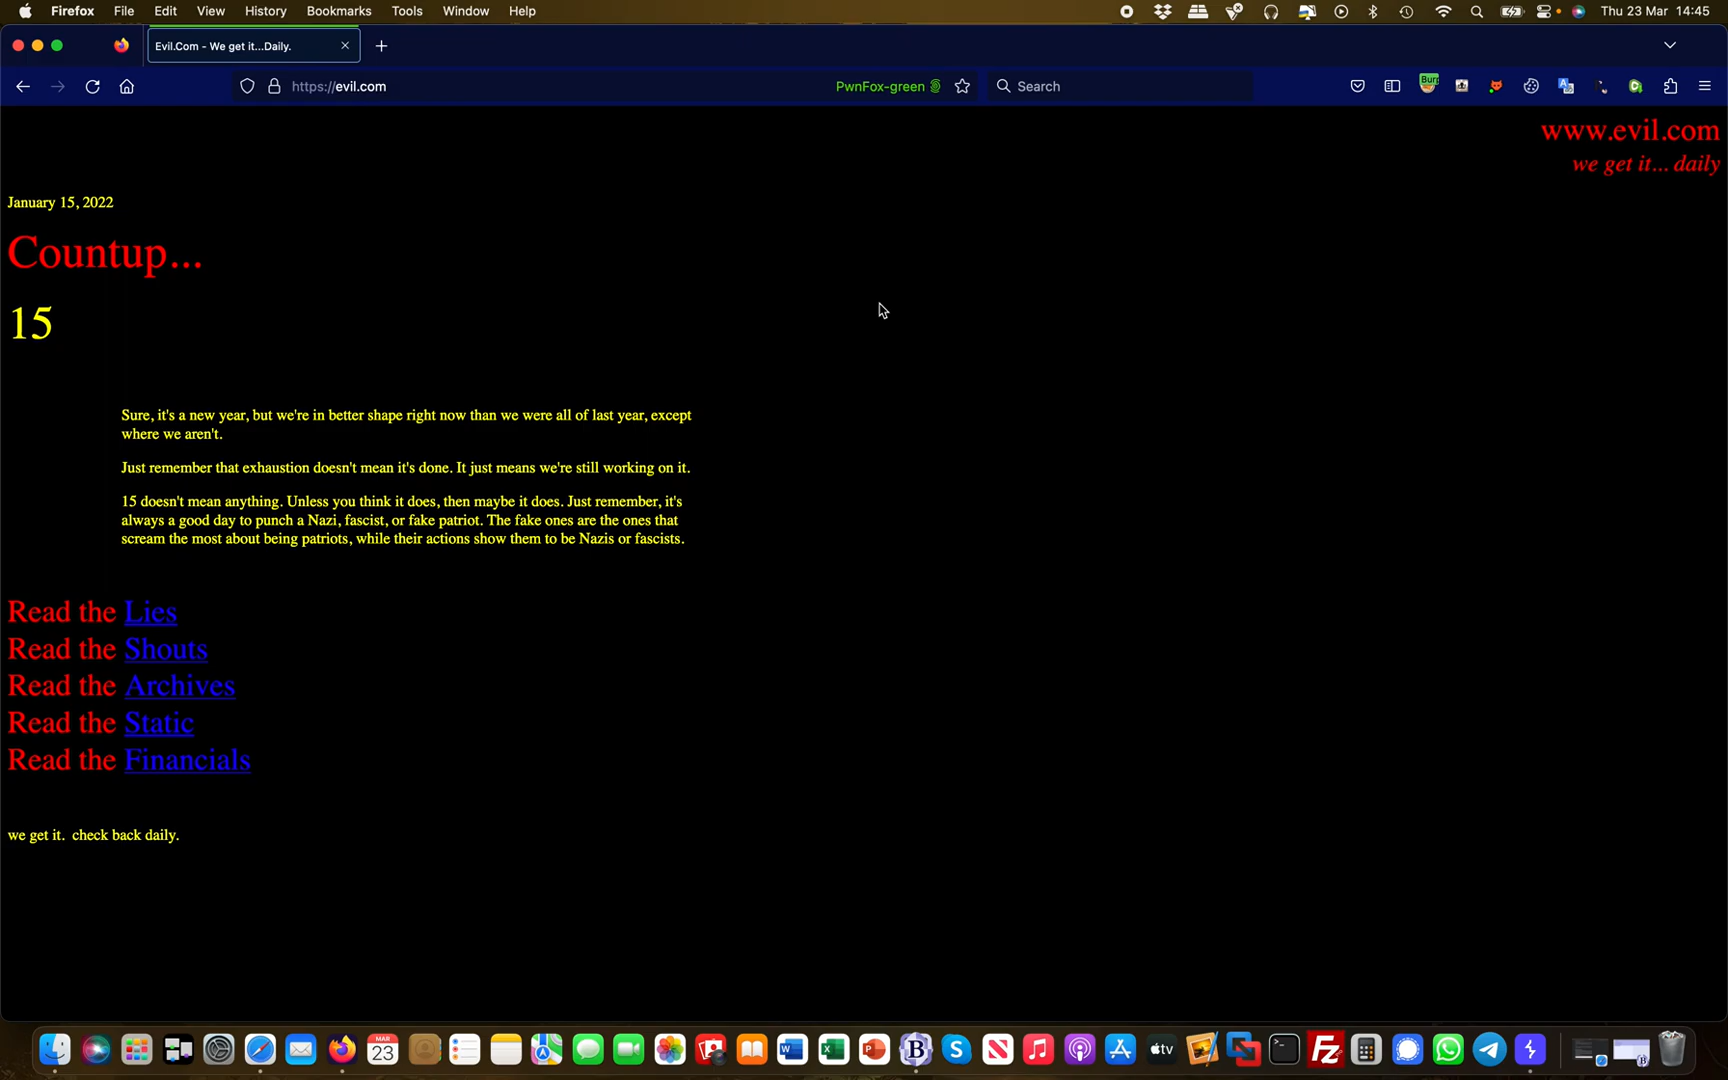 Firefox File Edit View History Bookmarks Tools Window Help
Thu 23 Mar 14:45
Evil.Com - We get it...Daily.
https://evil.com
PwnFox-green
Search
Burp
www.evil.com
we get it... daily
January 15, 2022
Countup...
15
Sure, it's a new year, but we're in better shape right now than we were all of last year, except
where we aren't.
Just remember that exhaustion doesn't mean it's done. It just means we're still working on it.
15 doesn't mean anything. Unless you think it does, then maybe it does. Just remember, it's
always a good day to punch a Nazi, fascist, or fake patriot. The fake ones are the ones that
scream the most about being patriots, while their actions show them to be Nazis or fascists.
Read the Lies
Read the Shouts
Read the Archives
Read the Static
Read the Financials
we get it. check back daily.
MAR
23
tv